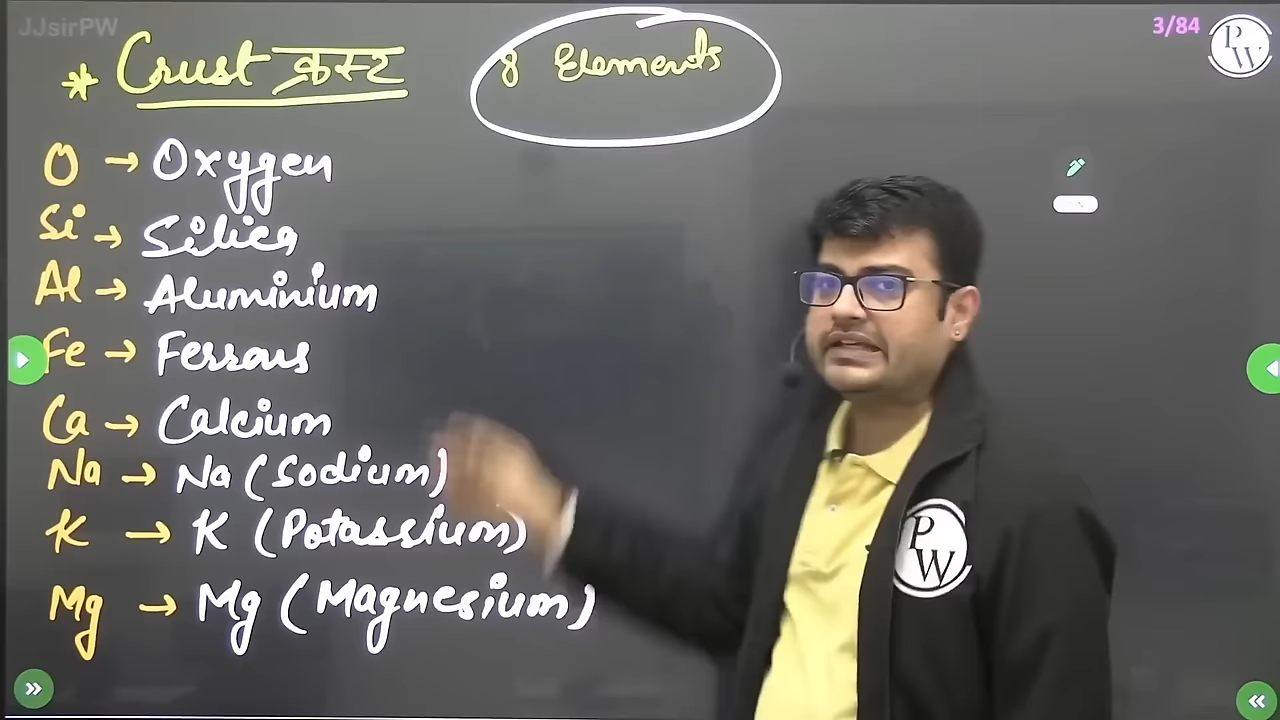 JJsirPW
3/84
P
W
* Crust क्रस्ट
8 Elements
O → Oxygen
Si → Silica
Al → Aluminium
Fe → Ferrous
Ca → Calcium
Na → Na (Sodium)
K → K (Potassium)
Mg → Mg (Magnesium)
P
W